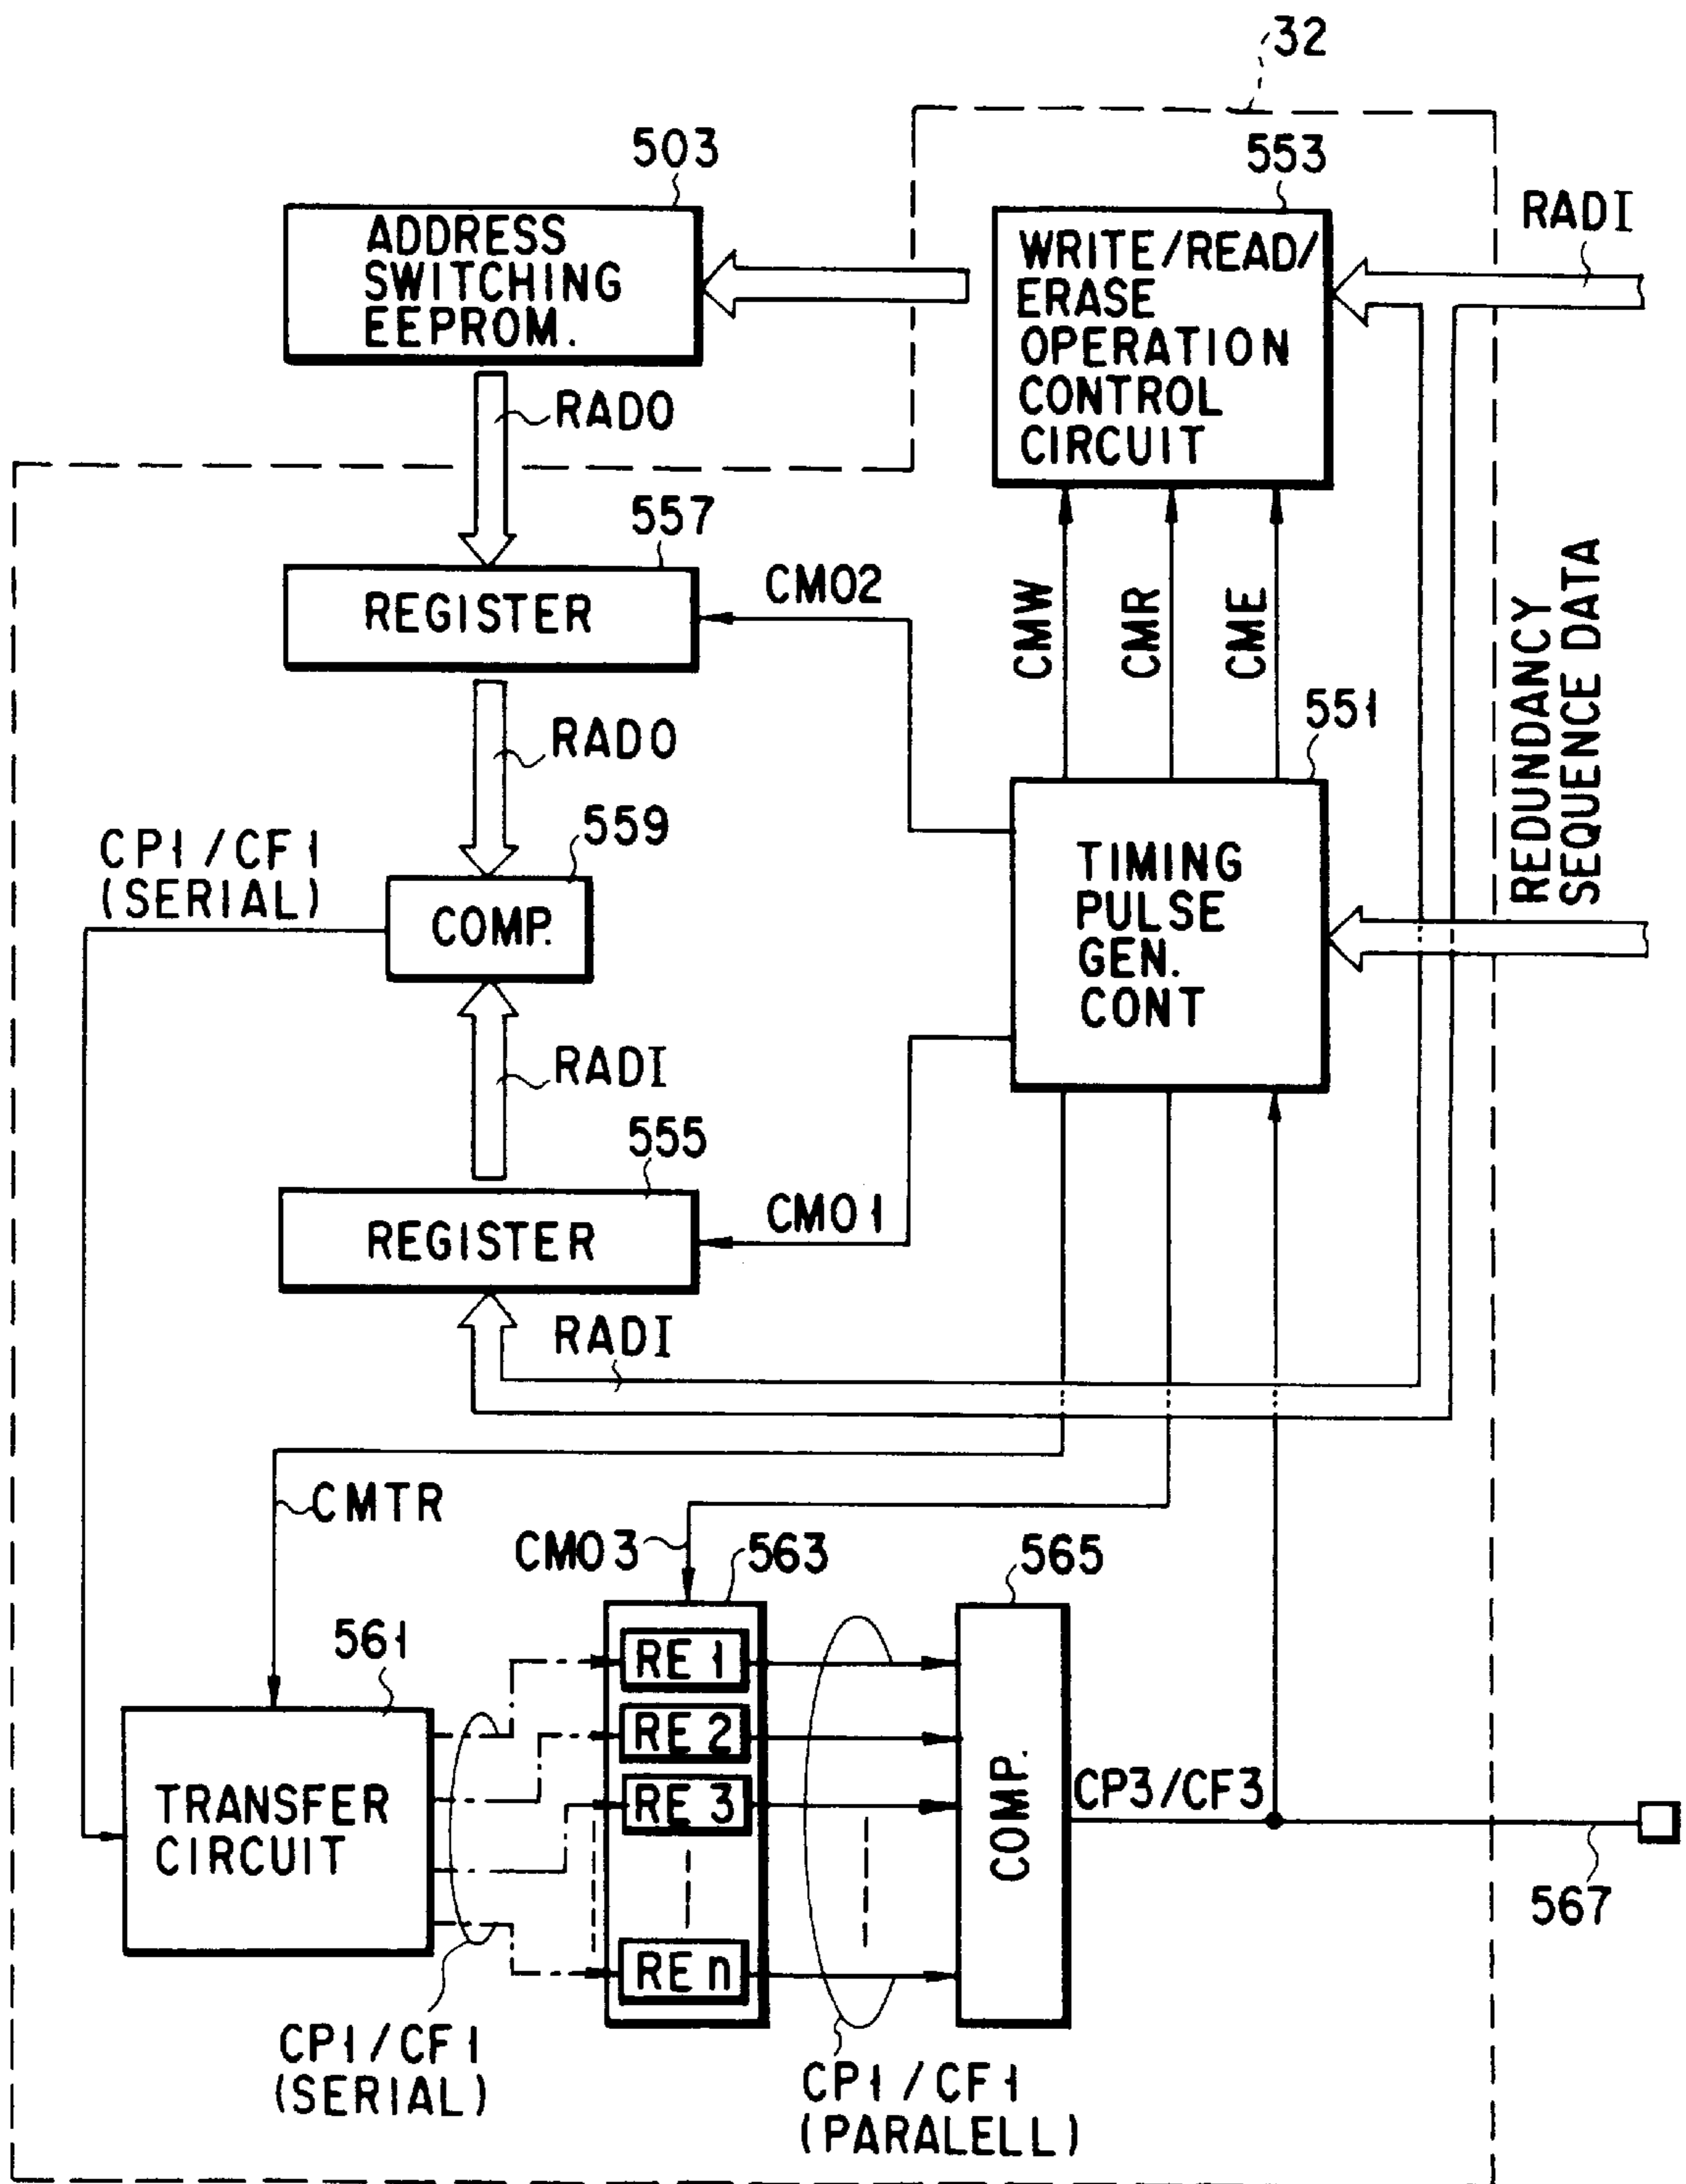 32
503
553
RADI
ADDRESS
SWITCHING
EEPROM.
WRITE/READ/
ERASE
OPERATION
CONTROL
CIRCUIT
RADO
557
REGISTER
CM02
CMW
CMR
CME
REDUNDANCY
SEQUENCE DATA
551
RADO
559
CP1/CF1
(SERIAL)
COMP.
TIMING
PULSE
GEN.
CONT
RADI
555
REGISTER
CM01
RADI
CMTR
CM03
563
565
561
RE 1
RE 2
RE 3
RE n
TRANSFER
CIRCUIT
COMP.
CP3/CF3
567
CP1/CF1
(SERIAL)
CP1/CF1
(PARALELL)